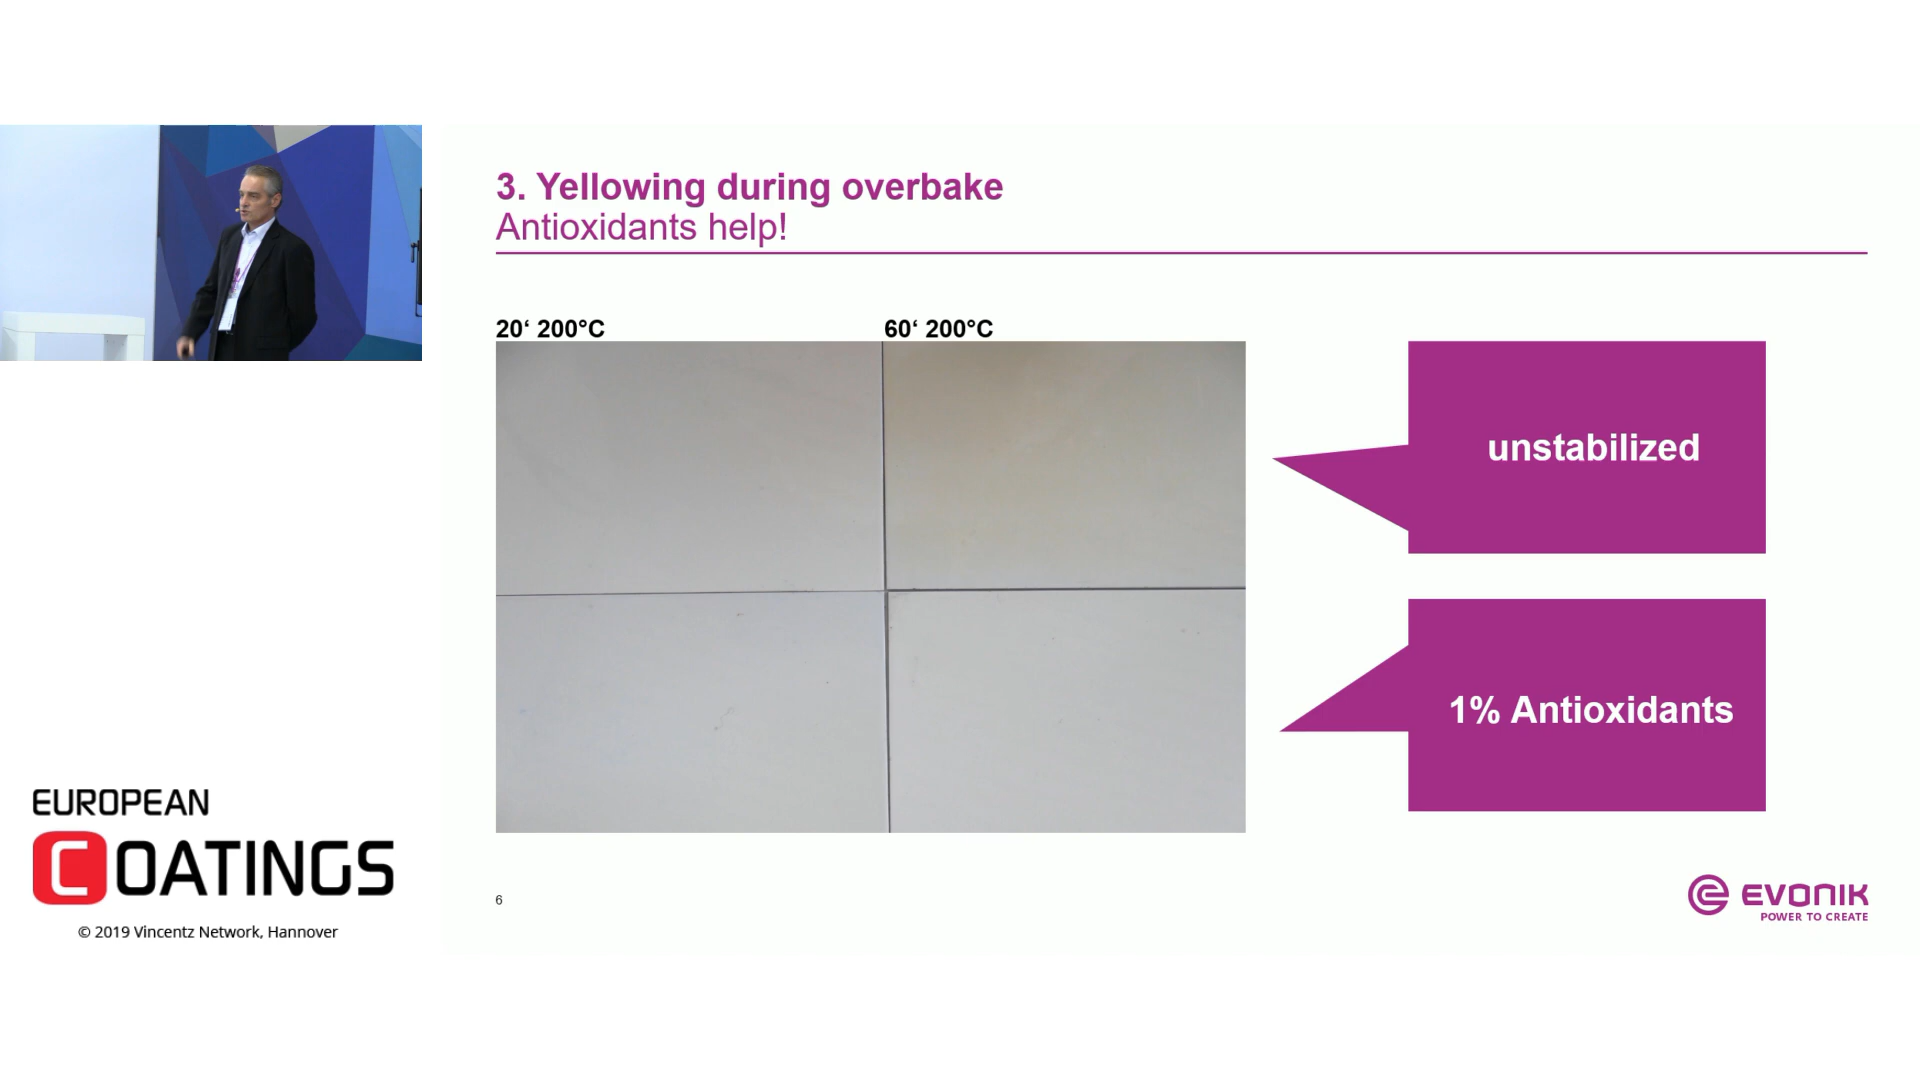 3. Yellowing during overbake
Antioxidants help!
20‘ 200°C
60‘ 200°C
unstabilized
1% Antioxidants
6
EVONIK
POWER TO CREATE
EUROPEAN
COATINGS
© 2019 Vincentz Network, Hannover